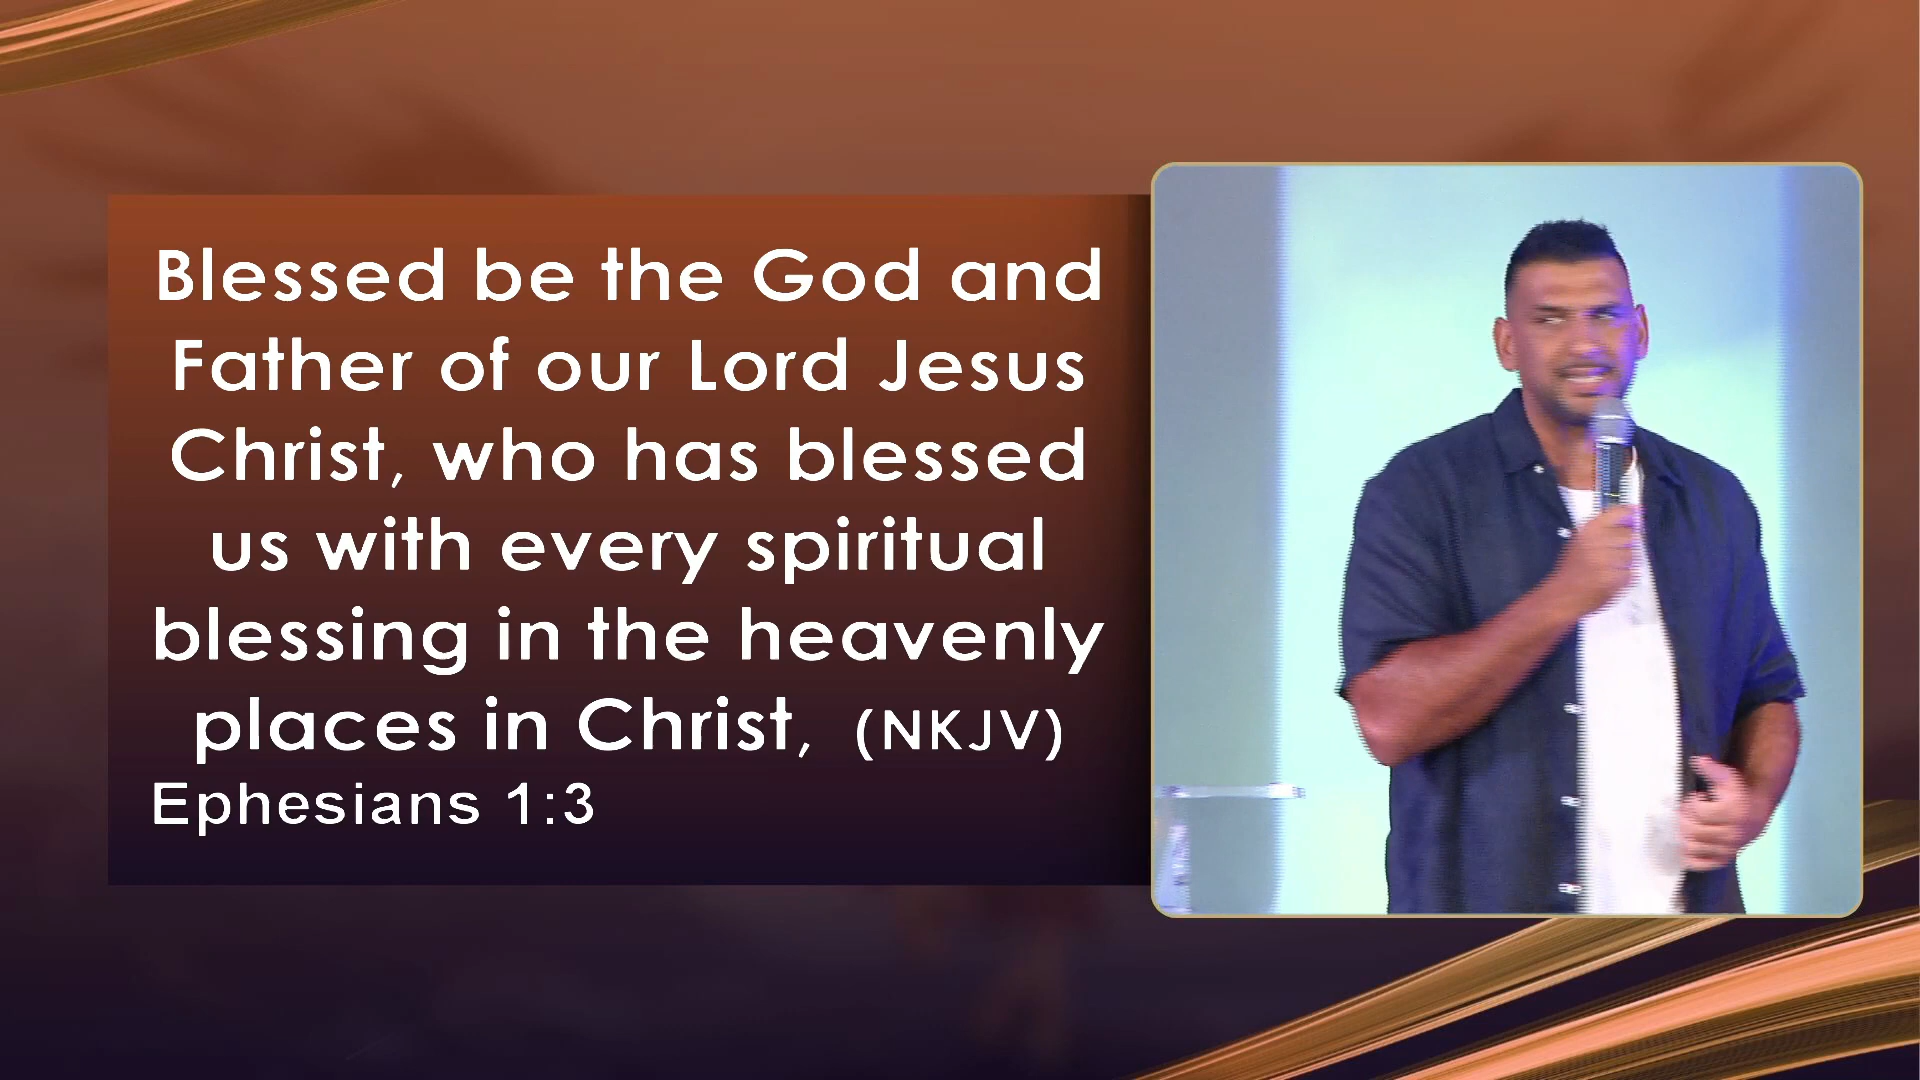 Blessed be the God and
Father of our Lord Jesus
Christ, who has blessed
us with every spiritual
blessing in the heavenly
places in Christ, (NKJV)
Ephesians 1:3